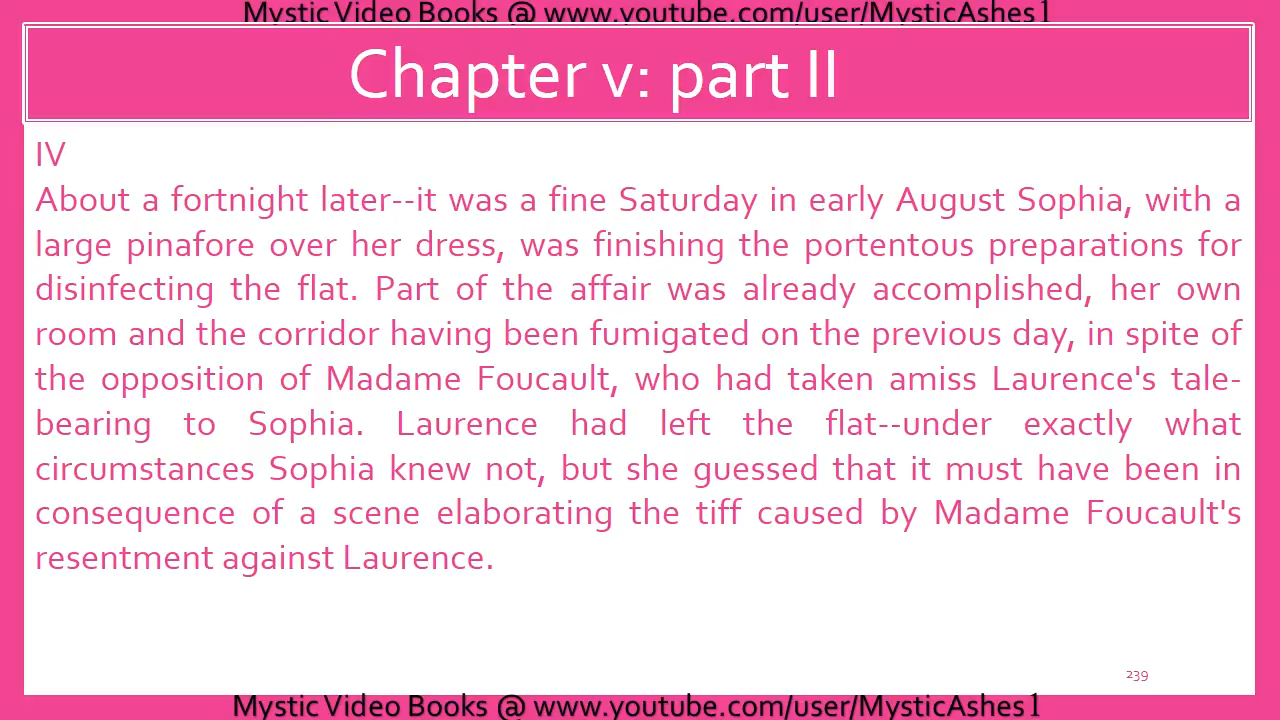 Mystic Video Books @ www.youtube.com/user/MysticAshes1
Chapter v: part II
IV
About a fortnight later--it was a fine Saturday in early August Sophia, with a
large pinafore over her dress, was finishing the portentous preparations for
disinfecting the flat. Part of the affair was already accomplished, her own
room and the corridor having been fumigated on the previous day, in spite of
the opposition of Madame Foucault, who had taken amiss Laurence's tale-
bearing to Sophia. Laurence had left the flat--under exactly what
circumstances Sophia knew not, but she guessed that it must have been in
consequence of a scene elaborating the tiff caused by Madame Foucault's
resentment against Laurence.
239
Mystic Video Books @ www.youtube.com/user/MysticAshes1